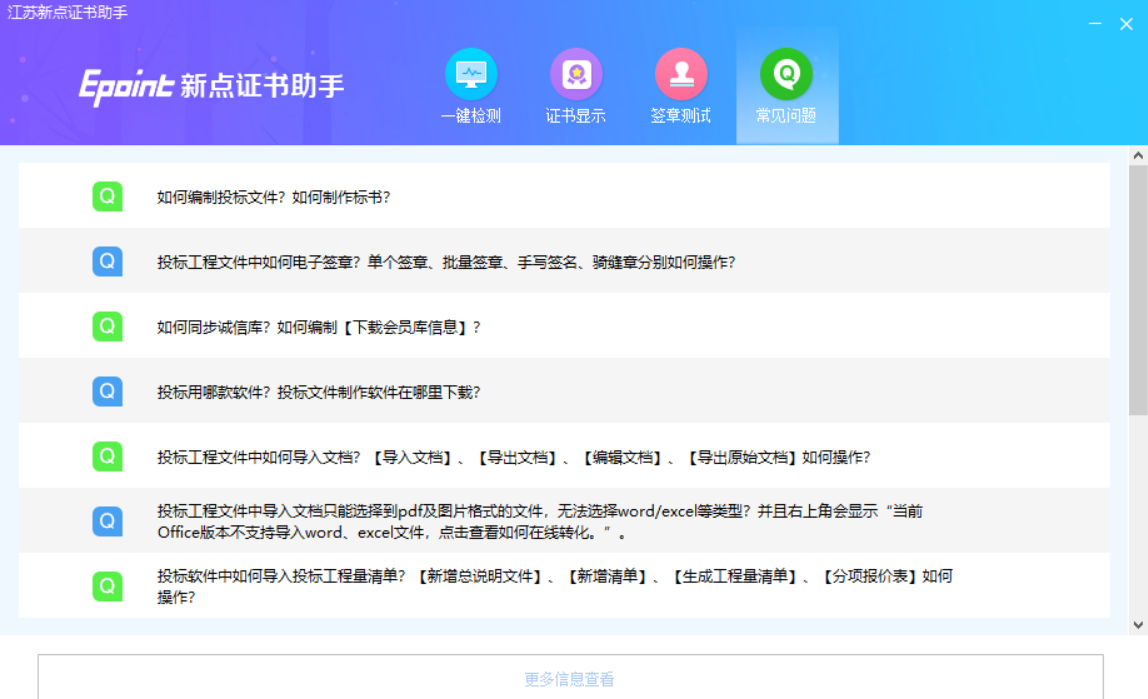 江苏新点证书助手
Epoint 新点证书助手
一键检测
证书显示
签章测试
常见问题
Q 如何编制投标文件？如何制作标书？
Q 投标工程文件中如何电子签章？单个签章、批量签章、手写签名、骑缝章分别如何操作？
Q 如何同步诚信库？如何编制【下载会员库信息】？
Q 投标用哪款软件？投标文件制作软件在哪里下载？
Q 投标工程文件中如何导入文档？【导入文档】、【导出文档】、【编辑文档】、【导出原始文档】如何操作？
Q 投标工程文件中导入文档只能选择到pdf及图片格式的文件，无法选择word/excel等类型？并且右上角会显示“当前
Office版本不支持导入word、excel文件，点击查看如何在线转化。”。
Q 投标软件中如何导入投标工程量清单？【新增总说明文件】、【新增清单】、【生成工程量清单】、【分项报价表】如何
操作？
更多信息查看